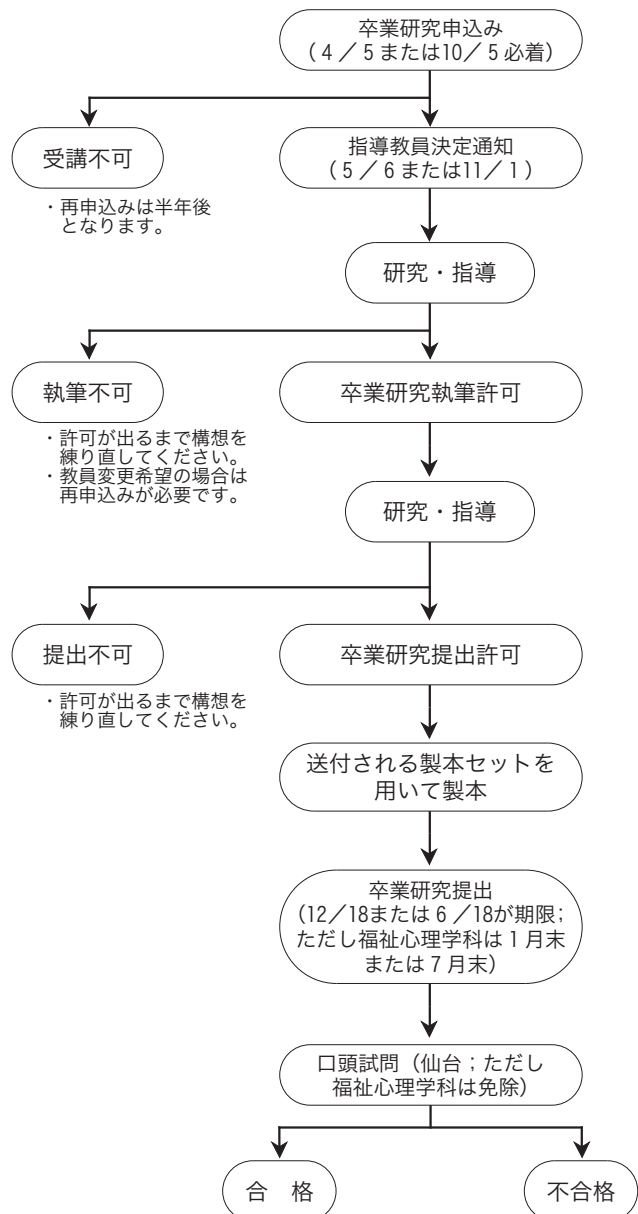 卒業研究申込み
(4/5または10/5必着)
受講不可
指導教員決定通知
(5/6または11/1)
・再申込みは半年後
となります。
研究・指導
執筆不可
卒業研究執筆許可
・許可が出るまで構想を
練り直してください。
・教員変更希望の場合は
再申込みが必要です。
研究・指導
提出不可
卒業研究提出許可
・許可が出るまで構想を
練り直してください。
送付される製本セットを
用いて製本
卒業研究提出
(12/18または6/18が期限;
ただし福祉心理学科は1月末
または7月末)
口頭試問(仙台;ただし
福祉心理学科は免除)
合 格
不合格